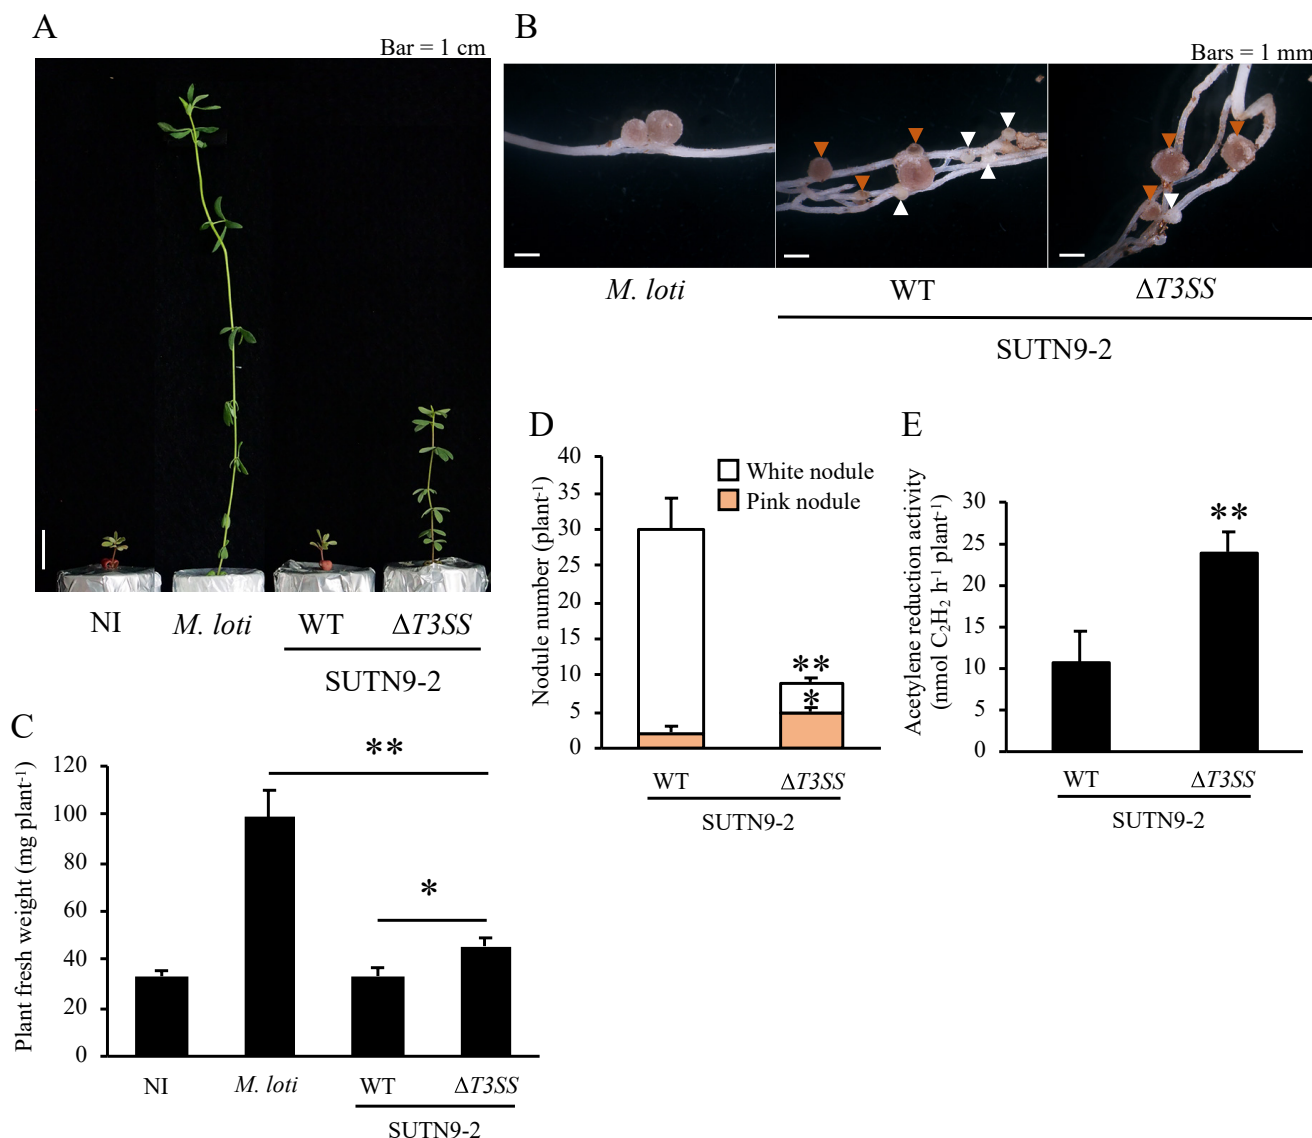 A
Bar = 1 cm
NI
M. loti
WT
ΔT3SS
SUTN9-2
B
Bars = 1 mm
M. loti
WT
ΔT3SS
SUTN9-2
C
Plant fresh weight (mg plant⁻¹)
120
100
80
60
40
20
0
**
*
NI
M. loti
WT
ΔT3SS
SUTN9-2
D
Nodule number (plant⁻¹)
40
35
30
25
20
15
10
5
0
White nodule
Pink nodule
**
*
WT
ΔT3SS
SUTN9-2
E
Acetylene reduction activity
(nmol C₂H₂ h⁻¹ plant⁻¹)
30
25
20
15
10
5
0
**
WT
ΔT3SS
SUTN9-2